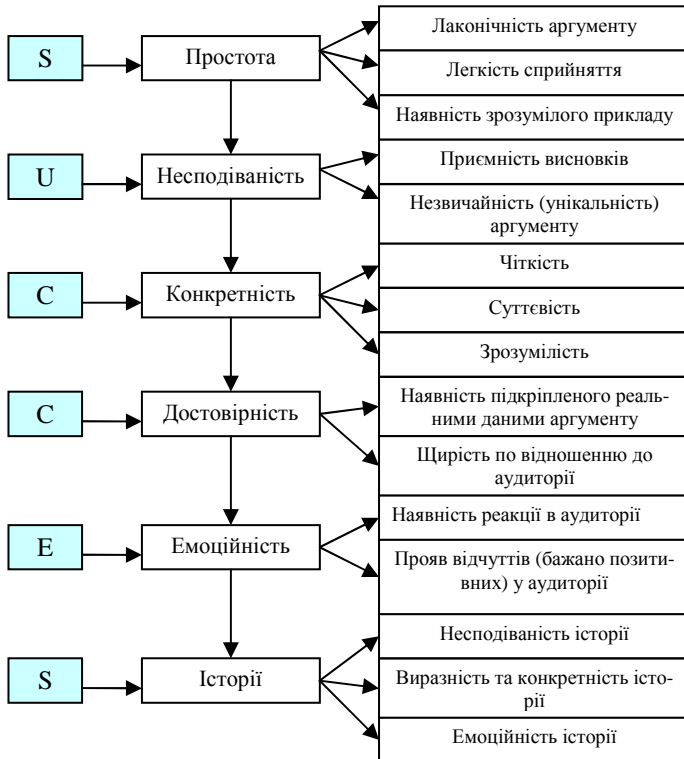 S
Простота
Лаконічність аргументу
Легкість сприйняття
Наявність зрозумілого прикладу
U
Несподіваність
Приємність висновків
Незвичайність (унікальність)
аргументу
C
Конкретність
Чіткість
Суттєвість
Зрозумілість
C
Достовірність
Наявність підкріпленого реаль-
ними даними аргументу
Щирість по відношенню до
аудиторії
E
Емоційність
Наявність реакції в аудиторії
Прояв відчуттів (бажано позити-
вних) у аудиторії
S
Історії
Несподіваність історії
Виразність та конкретність істо-
рії
Емоційність історії